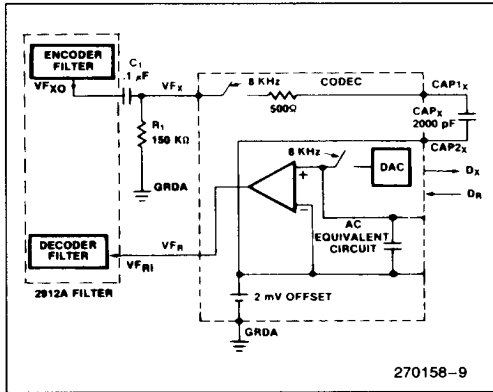 ENCODER
FILTER
VFXO
C1
.1 μF
VFX
8 KHz
CODEC
500Ω
CAP1X
CAPX
2000 pF
CAP2X
R1
150 KΩ
GRDA
8 KHz
DAC
DX
DR
+
−
AC
EQUIVALENT
CIRCUIT
DECODER
FILTER
VFR
VFRI
2912A FILTER
2 mV OFFSET
GRDA
270158–9